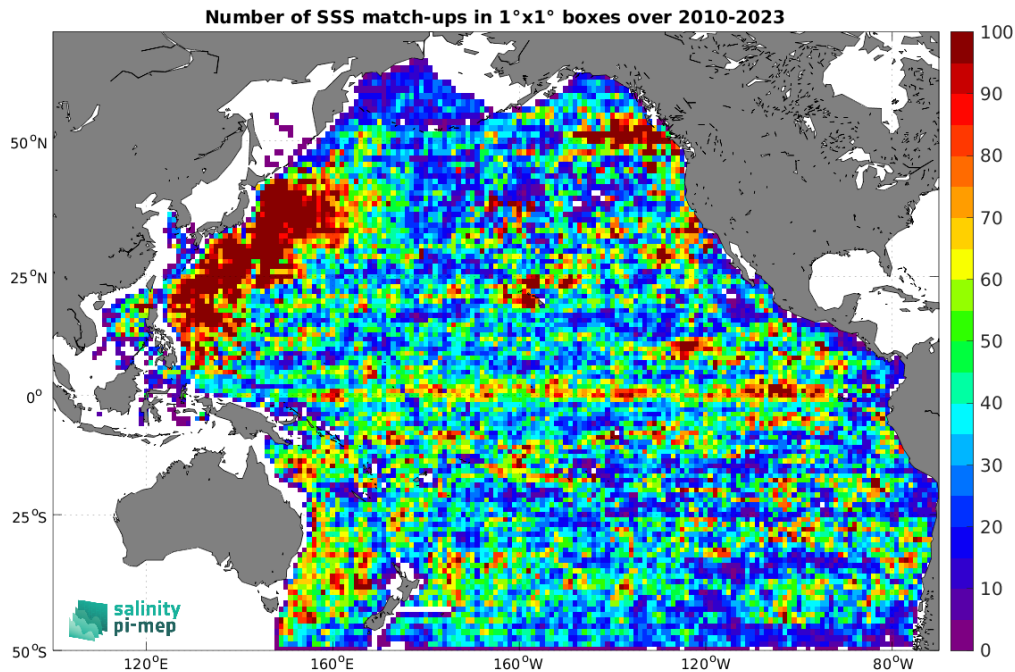 Number of SSS match-ups in 1°x1° boxes over 2010-2023
100
90
80
70
60
50
40
30
20
10
0
50°N
25°N
0°
25°S
50°S
120°E
160°E
160°W
120°W
80°W
salinity
pi-mep